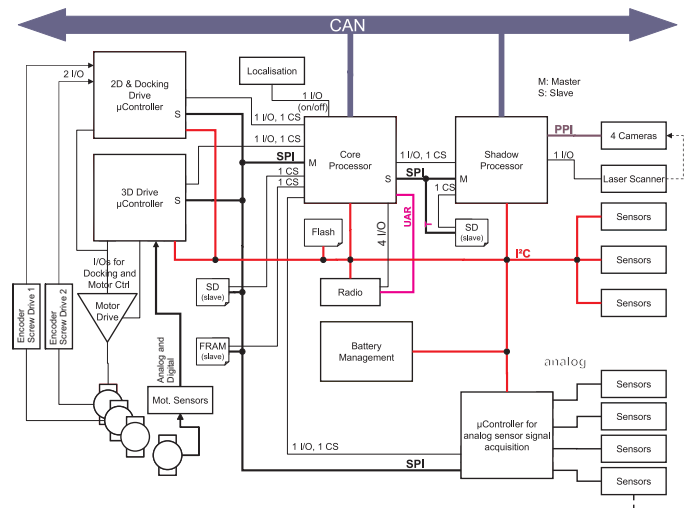 CAN
M: Master
S: Slave
2 I/O
2D & Docking
Drive
µController
S
Localisation
1 I/O
(on/off)
1 I/O, 1 CS
1 I/O, 1 CS
SPI
M
Core
Processor
S
1 I/O, 1 CS
SPI
1 CS
Shadow
Processor
PPI
4 Cameras
1 I/O
Laser Scanner
3D Drive
µController
S
1 CS
1 CS
UAR
SD
(slave)
Flash
4 I/O
I²C
Sensors
Sensors
Sensors
I/Os for
Docking and
Motor Ctrl
Motor
Drive
Encoder
Screw Drive 1
Encoder
Screw Drive 2
SD
(slave)
Radio
FRAM
(slave)
Battery
Management
Analog and
Digital
Mot. Sensors
analog
Sensors
Sensors
Sensors
Sensors
µController for
analog sensor signal
acquisition
1 I/O, 1 CS
SPI